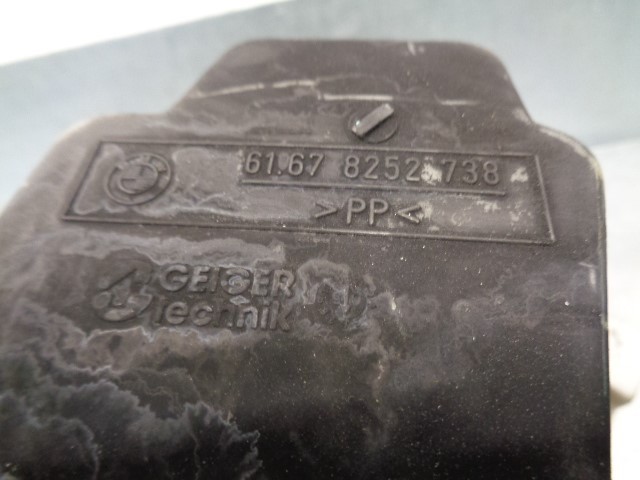 61.67 8252 738
>PP<
GEIGER
technik